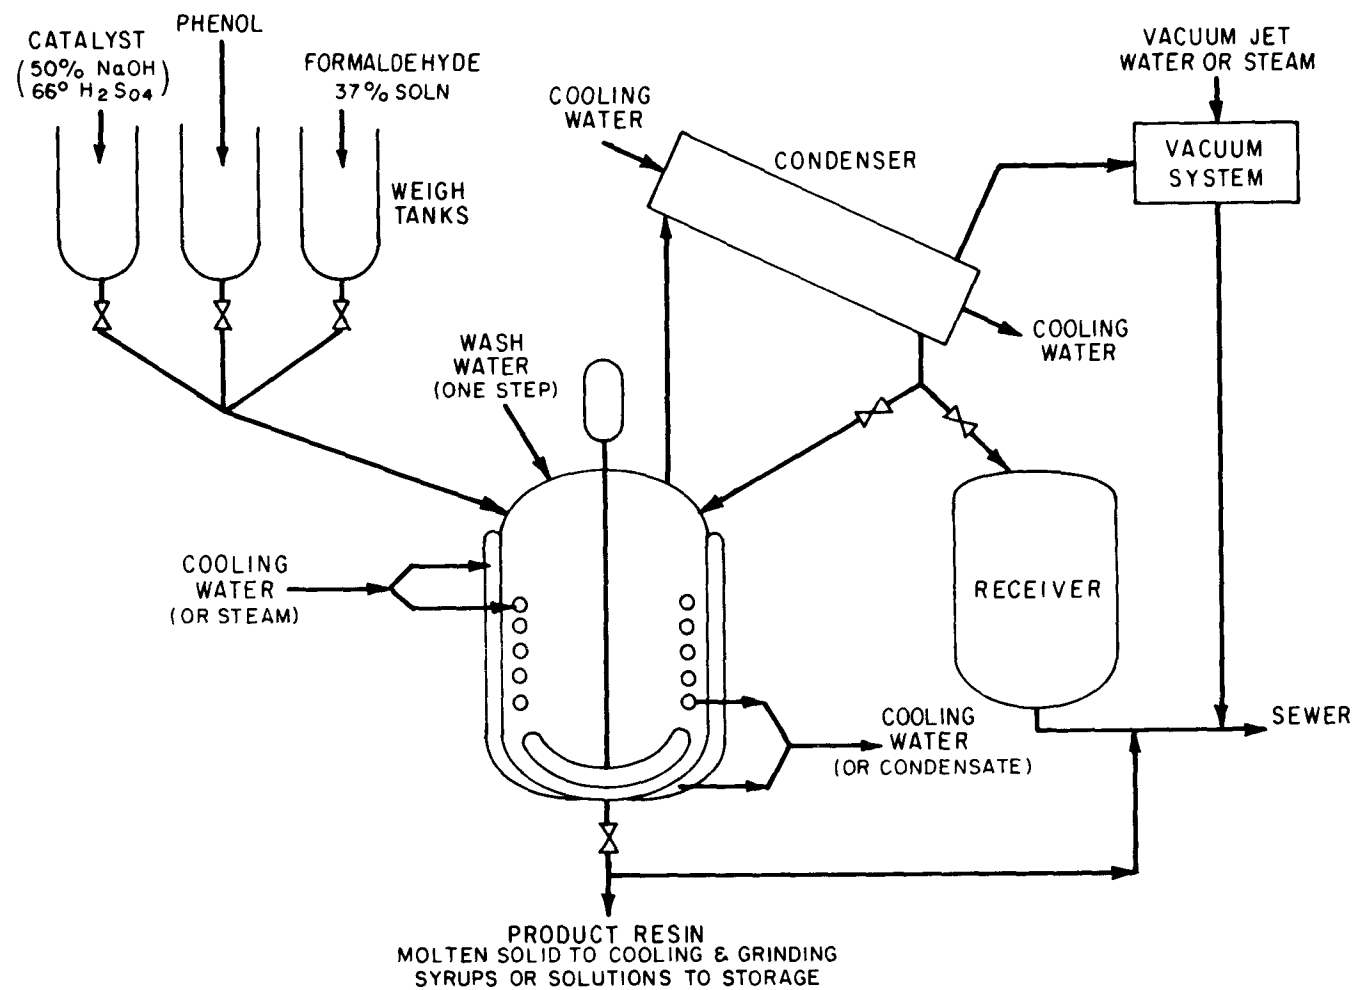 PHENOL
CATALYST
(50% NaOH
66° H2SO4)
FORMALDEHYDE
37% SOLN
WEIGH
TANKS
COOLING
WATER
CONDENSER
VACUUM JET
WATER OR STEAM
VACUUM
SYSTEM
COOLING
WATER
WASH
WATER
(ONE STEP)
COOLING
WATER
(OR STEAM)
RECEIVER
COOLING
WATER
(OR CONDENSATE)
SEWER
PRODUCT RESIN
MOLTEN SOLID TO COOLING & GRINDING
SYRUPS OR SOLUTIONS TO STORAGE